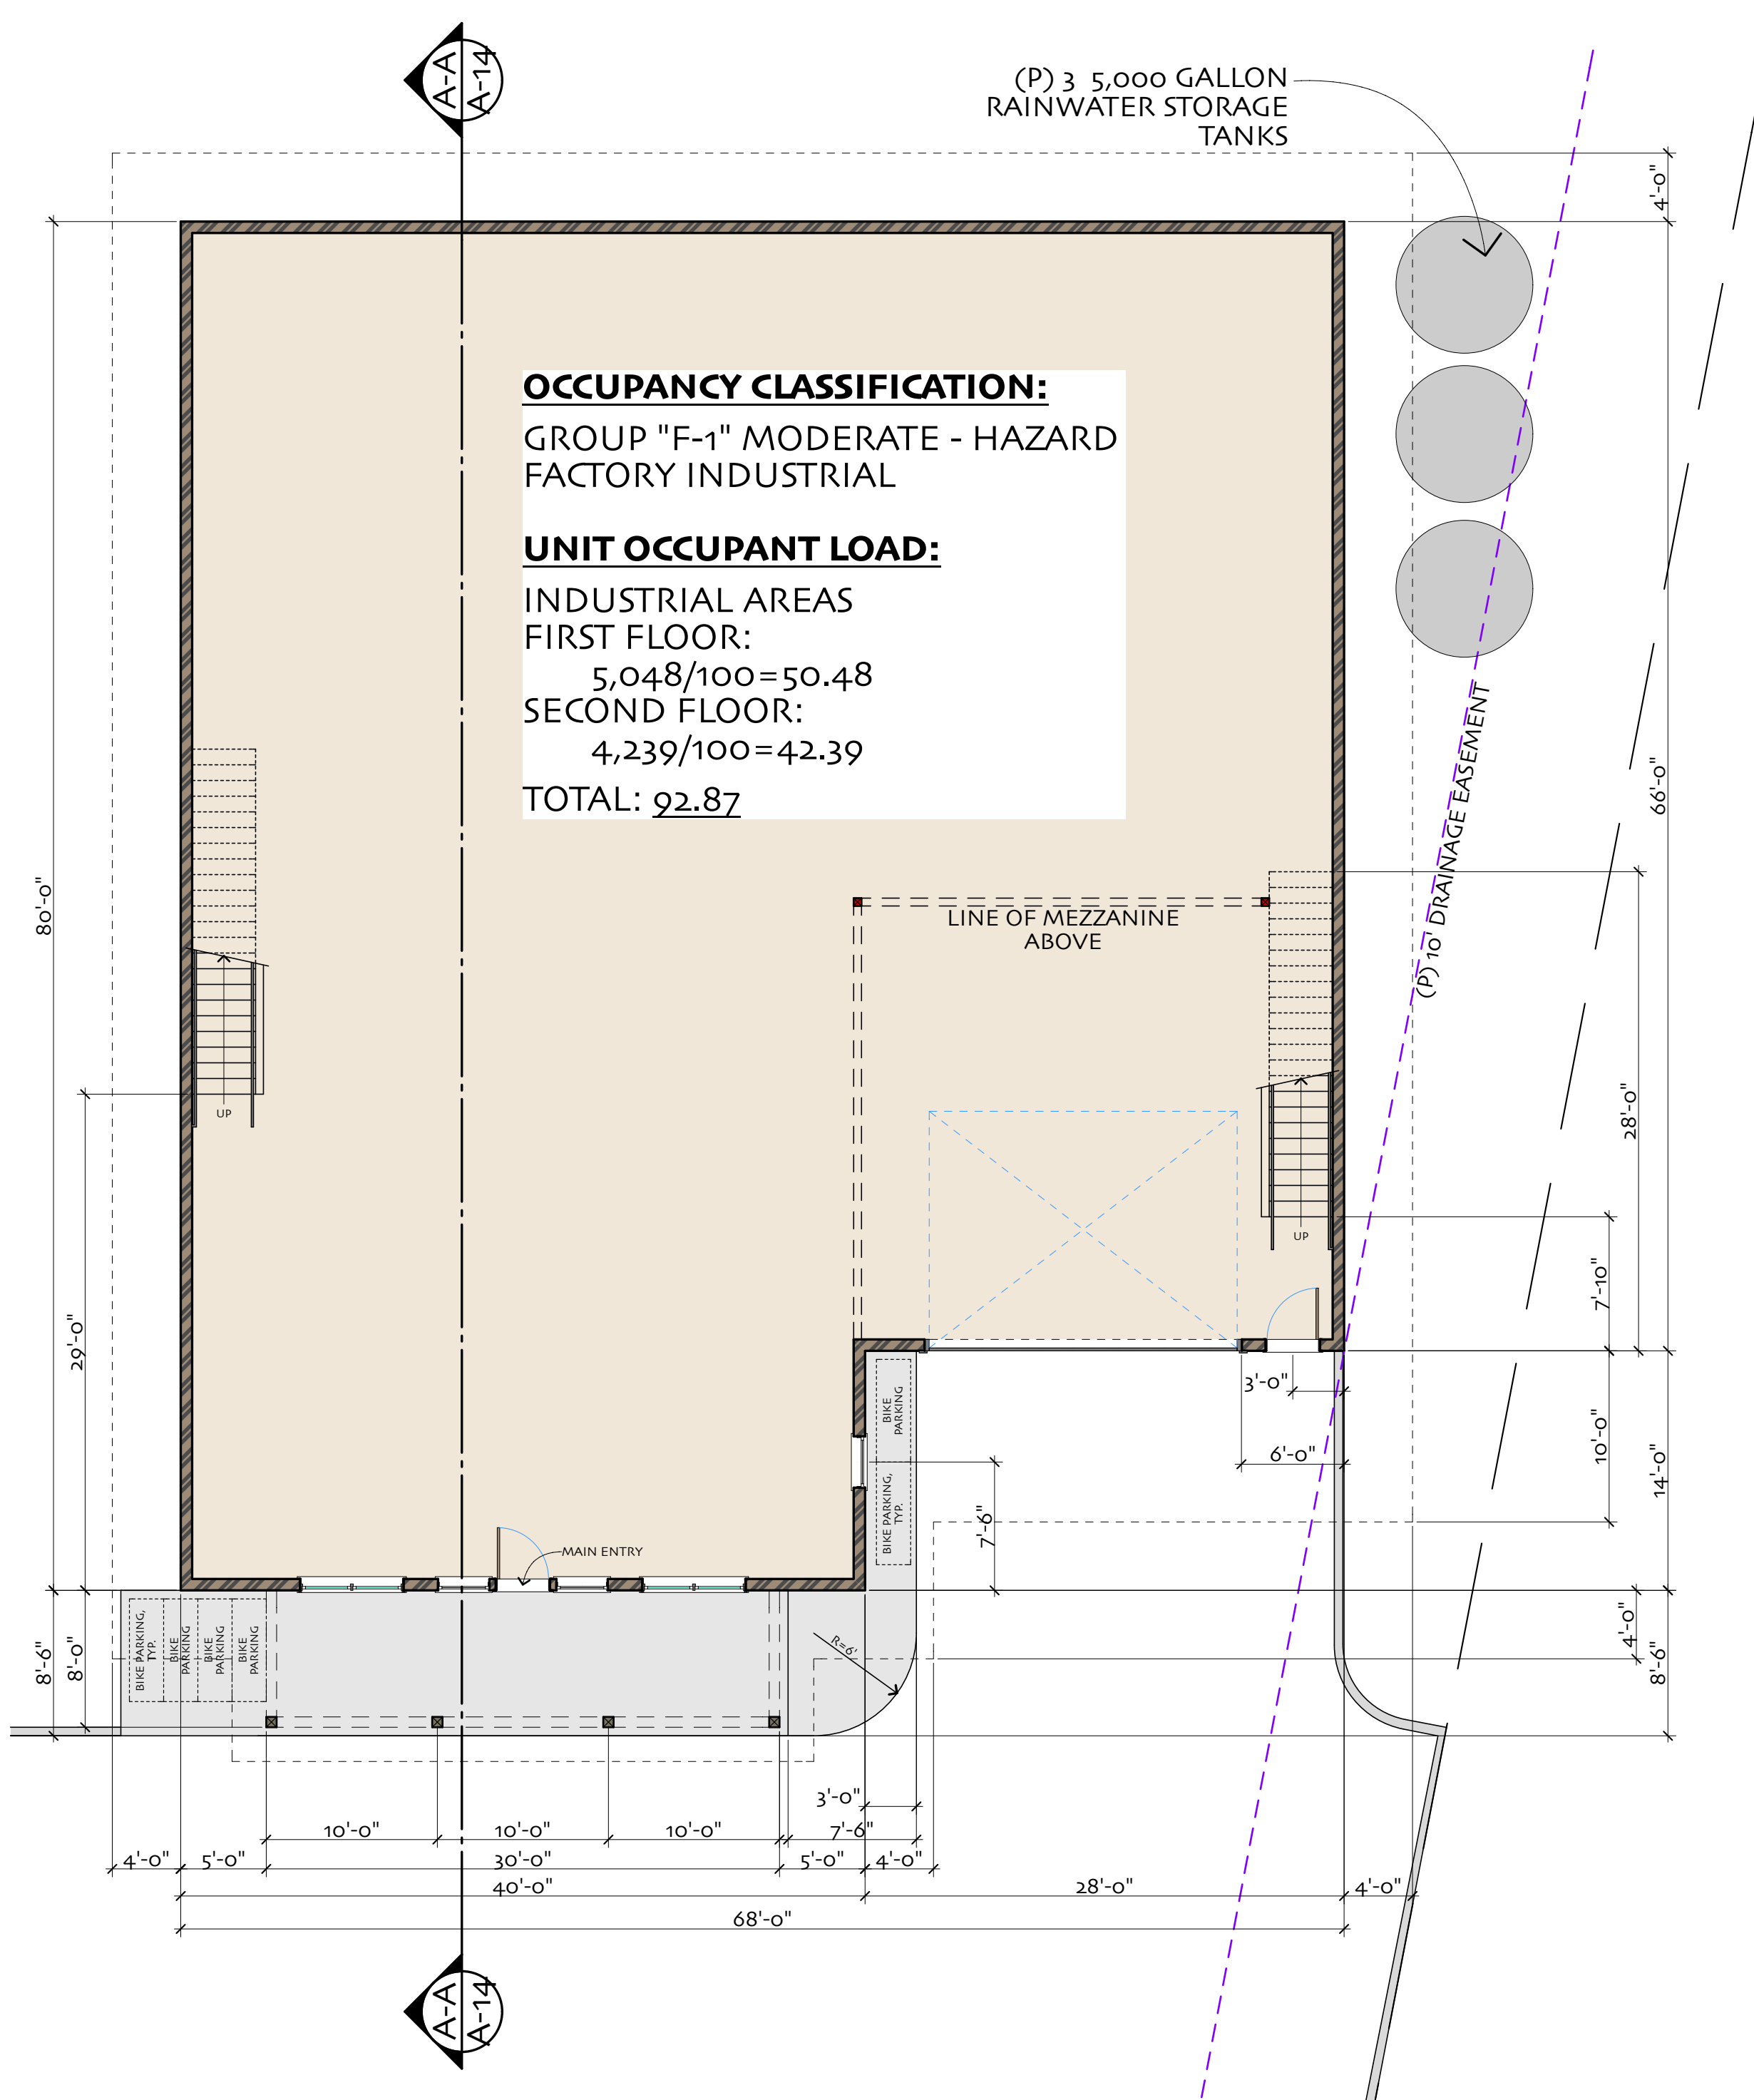 A-A
A-14
(P) 3 5,000 GALLON
RAINWATER STORAGE
TANKS
4'-0"
OCCUPANCY CLASSIFICATION:
GROUP "F-1" MODERATE - HAZARD
FACTORY INDUSTRIAL
UNIT OCCUPANT LOAD:
INDUSTRIAL AREAS
FIRST FLOOR:
5,048/100=50.48
SECOND FLOOR:
4,239/100=42.39
TOTAL: 92.87
(P) 10' DRAINAGE EASEMENT
66'-0"
80'-0"
LINE OF MEZZANINE
ABOVE
UP
UP
28'-0"
7'-10"
29'-0"
3'-0"
6'-0"
10'-0"
14'-0"
BIKE
PARKING
BIKE PARKING,
TYP.
7'-6"
MAIN ENTRY
8'-6"
8'-0"
BIKE PARKING,
TYP.
BIKE
PARKING
BIKE
PARKING
BIKE
PARKING
R=6'
4'-0"
8'-6"
3'-0"
10'-0"
10'-0"
10'-0"
7'-6"
4'-0"
5'-0"
30'-0"
5'-0"
4'-0"
40'-0"
28'-0"
4'-0"
68'-0"
A-A
A-14